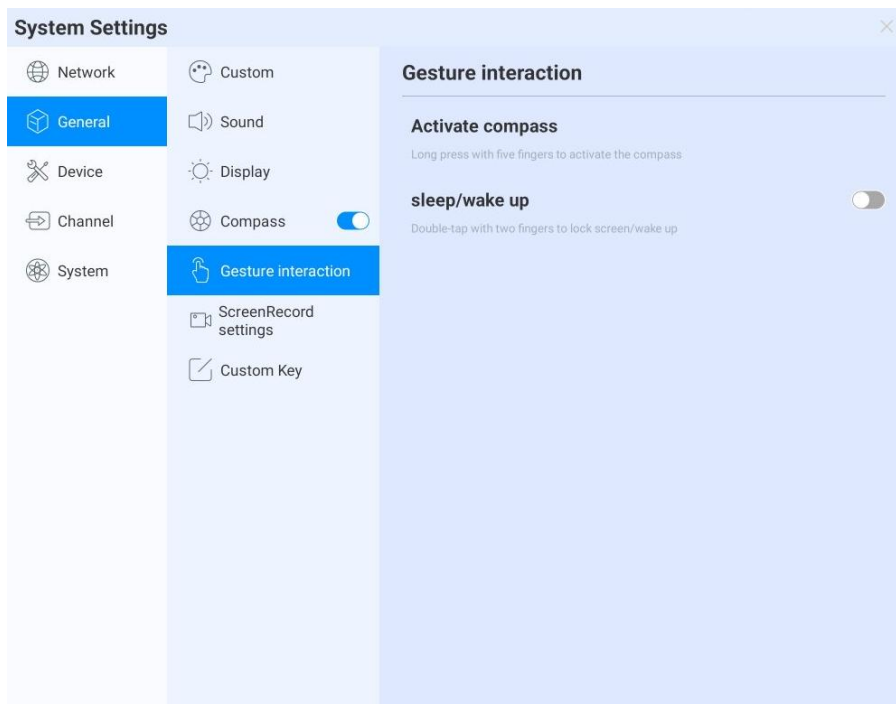 System Settings
Network
General
Device
Channel
System
Custom
Sound
Display
Compass
Gesture interaction
ScreenRecord
settings
Custom Key
Gesture interaction
Activate compass
Long press with five fingers to activate the compass
sleep/wake up
Double-tap with two fingers to lock screen/wake up